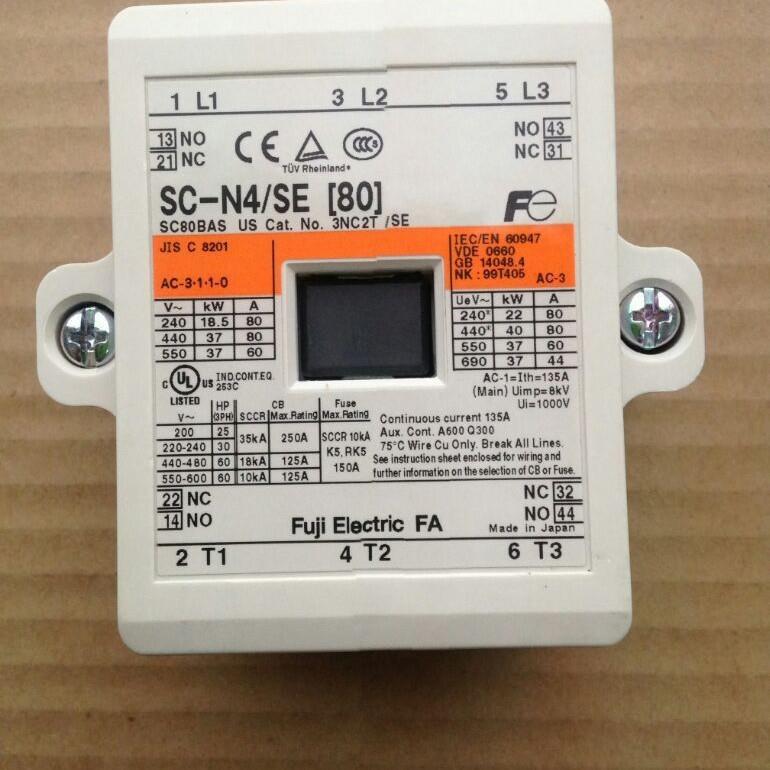 1 L1 3 L2 5 L3
13 NO NO 43
21 NC NC 31
CE TÜV Rheinland CCC S
SC-N4/SE [80] Fe
SC80BAS US Cat. No. 3NC2T /SE
JIS C 8201
AC-3·1·1-0
V~ kW A
240 18.5 80
440 37 80
550 37 60
IEC/EN 60947
VDE 0660
GB 14048.4
NK : 99T405 AC-3
Ue V~ kW A
240* 22 80
440* 40 80
550 37 60
690 37 44
AC-1=Ith=135A
(Main) Uimp=8kV
Ui=1000V
C UL US IND.CONT.EQ.
LISTED 253C
V~ HP (3PH) SCCR CB Max.Rating Fuse Max.Rating
200 25 35kA 250A SCCR 10kA
220-240 30 K5, RK5
440-480 60 18kA 125A 150A
550-600 60 10kA 125A
Continuous current 135A
Aux. Cont. A600 Q300
75°C Wire Cu Only. Break All Lines.
See instruction sheet enclosed for wiring and
further information on the selection of CB or Fuse.
22 NC NC 32
14 NO NO 44
Fuji Electric FA Made in Japan
2 T1 4 T2 6 T3